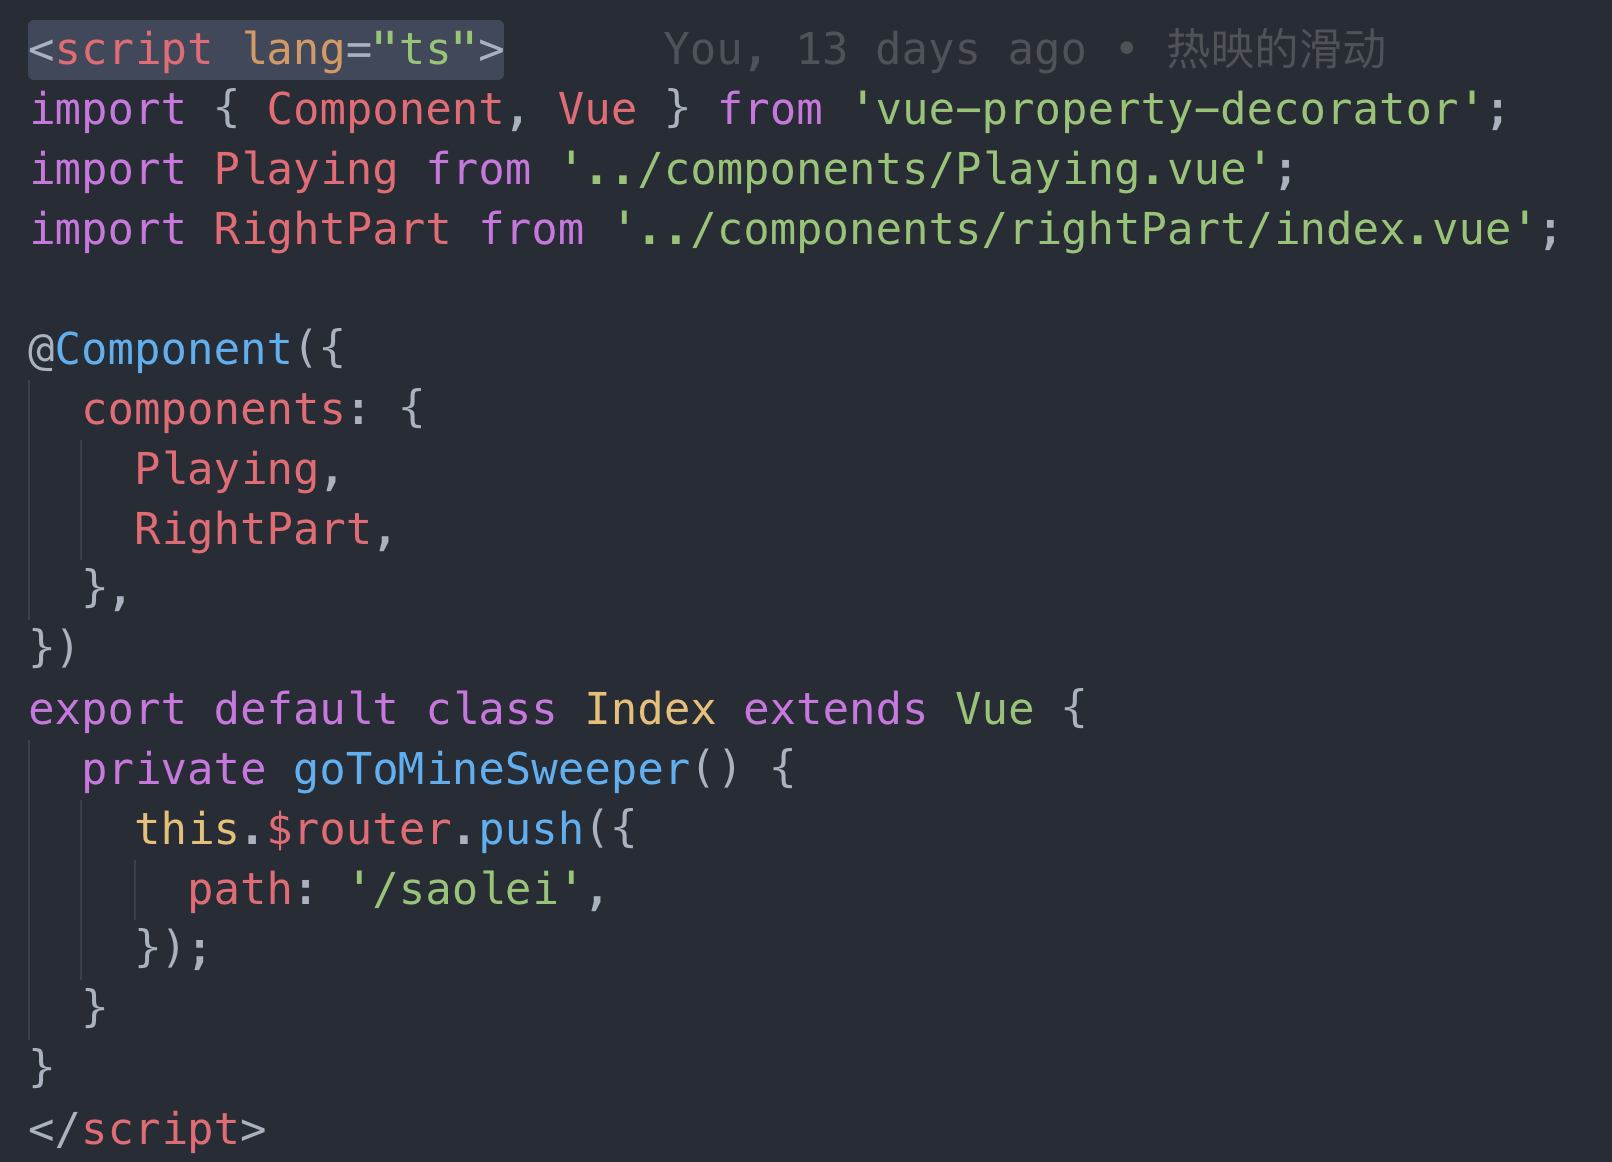 <script lang="ts">      You, 13 days ago • 热映的滑动
import { Component, Vue } from 'vue-property-decorator';
import Playing from '../components/Playing.vue';
import RightPart from '../components/rightPart/index.vue';

@Component({
  components: {
    Playing,
    RightPart,
  },
})
export default class Index extends Vue {
  private goToMineSweeper() {
    this.$router.push({
      path: '/saolei',
    });
  }
}
</script>